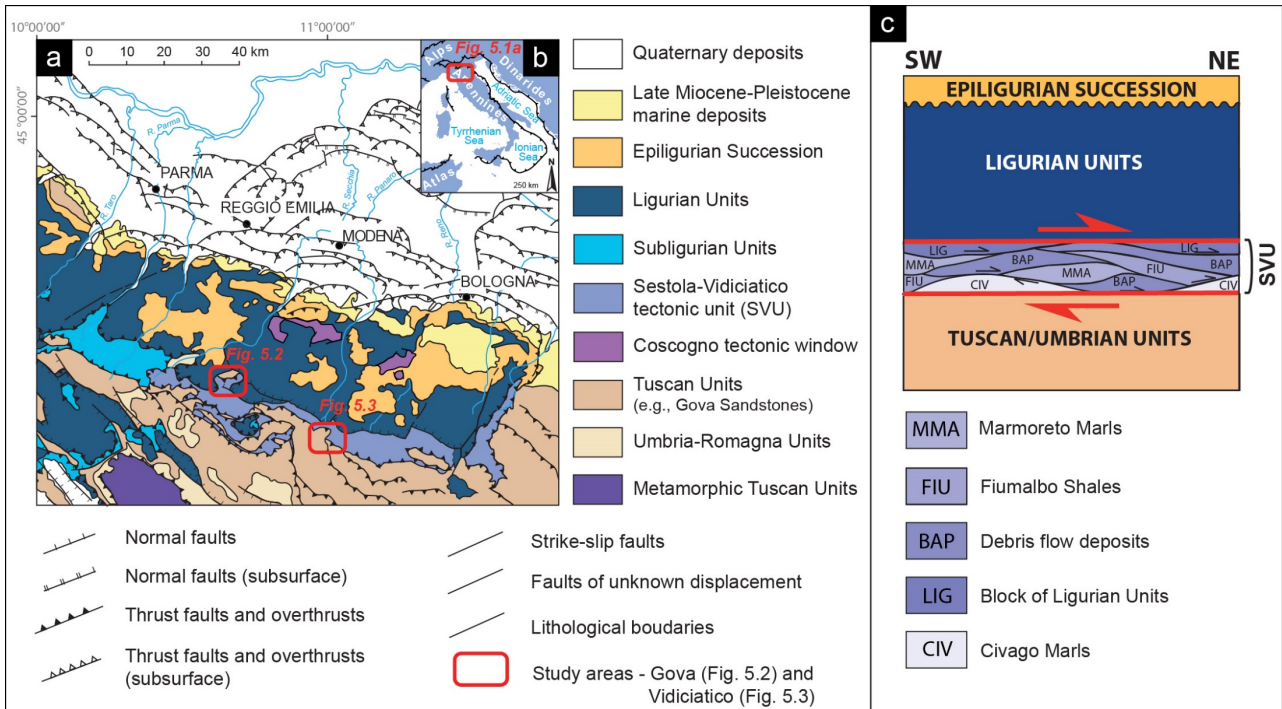 10°00'00"
11°00'00"
45°00'00"
a
0 10 20 30 40 km
R. Parma
PARMA
R. Taro
REGGIO EMILIA
R. Secchia
R. Panaro
MODENA
R. Reno
BOLOGNA
Fig. 5.2
Fig. 5.3
b
Fig. 5.1a
Alps
Dinarides
Apennines
Adriatic Sea
Tyrrhenian
Sea
Ionian
Sea
Atlas
N
250 km
Quaternary deposits
Late Miocene-Pleistocene
marine deposits
Epiligurian Succession
Ligurian Units
Subligurian Units
Sestola-Vidiciatico
tectonic unit (SVU)
Coscogno tectonic window
Tuscan Units
(e.g., Gova Sandstones)
Umbria-Romagna Units
Metamorphic Tuscan Units
Normal faults
Normal faults (subsurface)
Thrust faults and overthrusts
Thrust faults and overthrusts
(subsurface)
Strike-slip faults
Faults of unknown displacement
Lithological boudaries
Study areas - Gova (Fig. 5.2) and
Vidiciatico (Fig. 5.3)
c
SW NE
EPILIGURIAN SUCCESSION
LIGURIAN UNITS
LIG LIG
MMA BAP FIU BAP
FIU CIV MMA BAP CIV
SVU
TUSCAN/UMBRIAN UNITS
MMA Marmoreto Marls
FIU Fiumalbo Shales
BAP Debris flow deposits
LIG Block of Ligurian Units
CIV Civago Marls